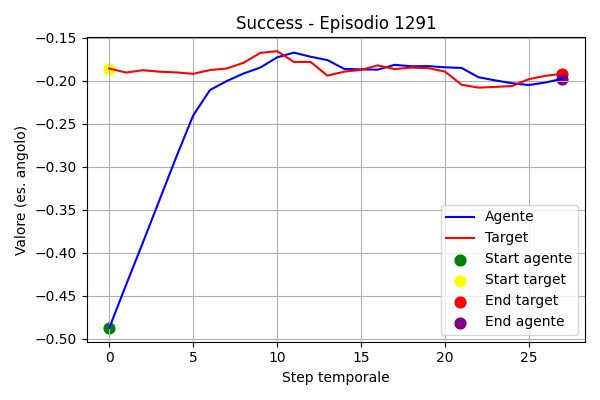 Success - Episodio 1291
Valore (es. angolo)
−0.15
−0.20
−0.25
−0.30
−0.35
−0.40
−0.45
−0.50
Agente
Target
Start agente
Start target
End target
End agente
0 5 10 15 20 25
Step temporale